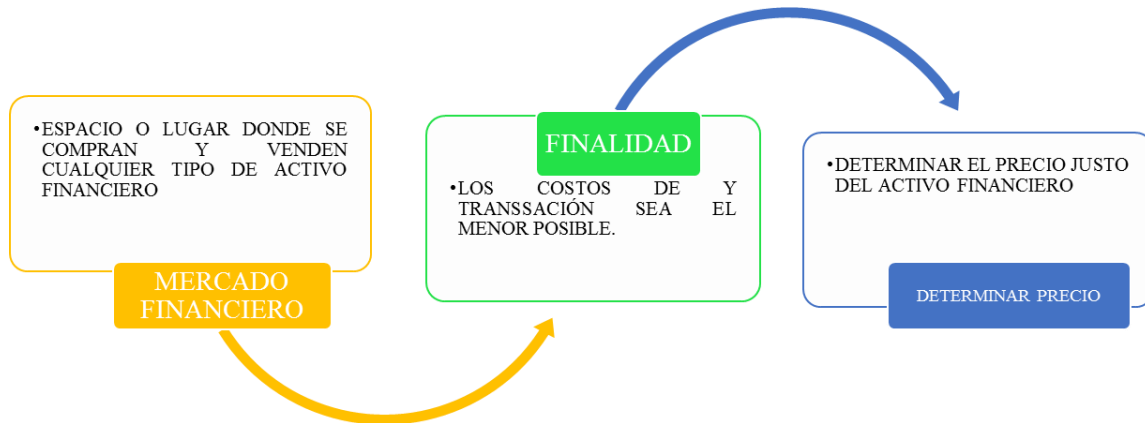 •ESPACIO O LUGAR DONDE SE
COMPRAN Y VENDEN
CUALQUIER TIPO DE ACTIVO
FINANCIERO
MERCADO
FINANCIERO
FINALIDAD
•LOS COSTOS DE Y
TRANSSACIÓN SEA EL
MENOR POSIBLE.
•DETERMINAR EL PRECIO JUSTO
DEL ACTIVO FINANCIERO
DETERMINAR PRECIO